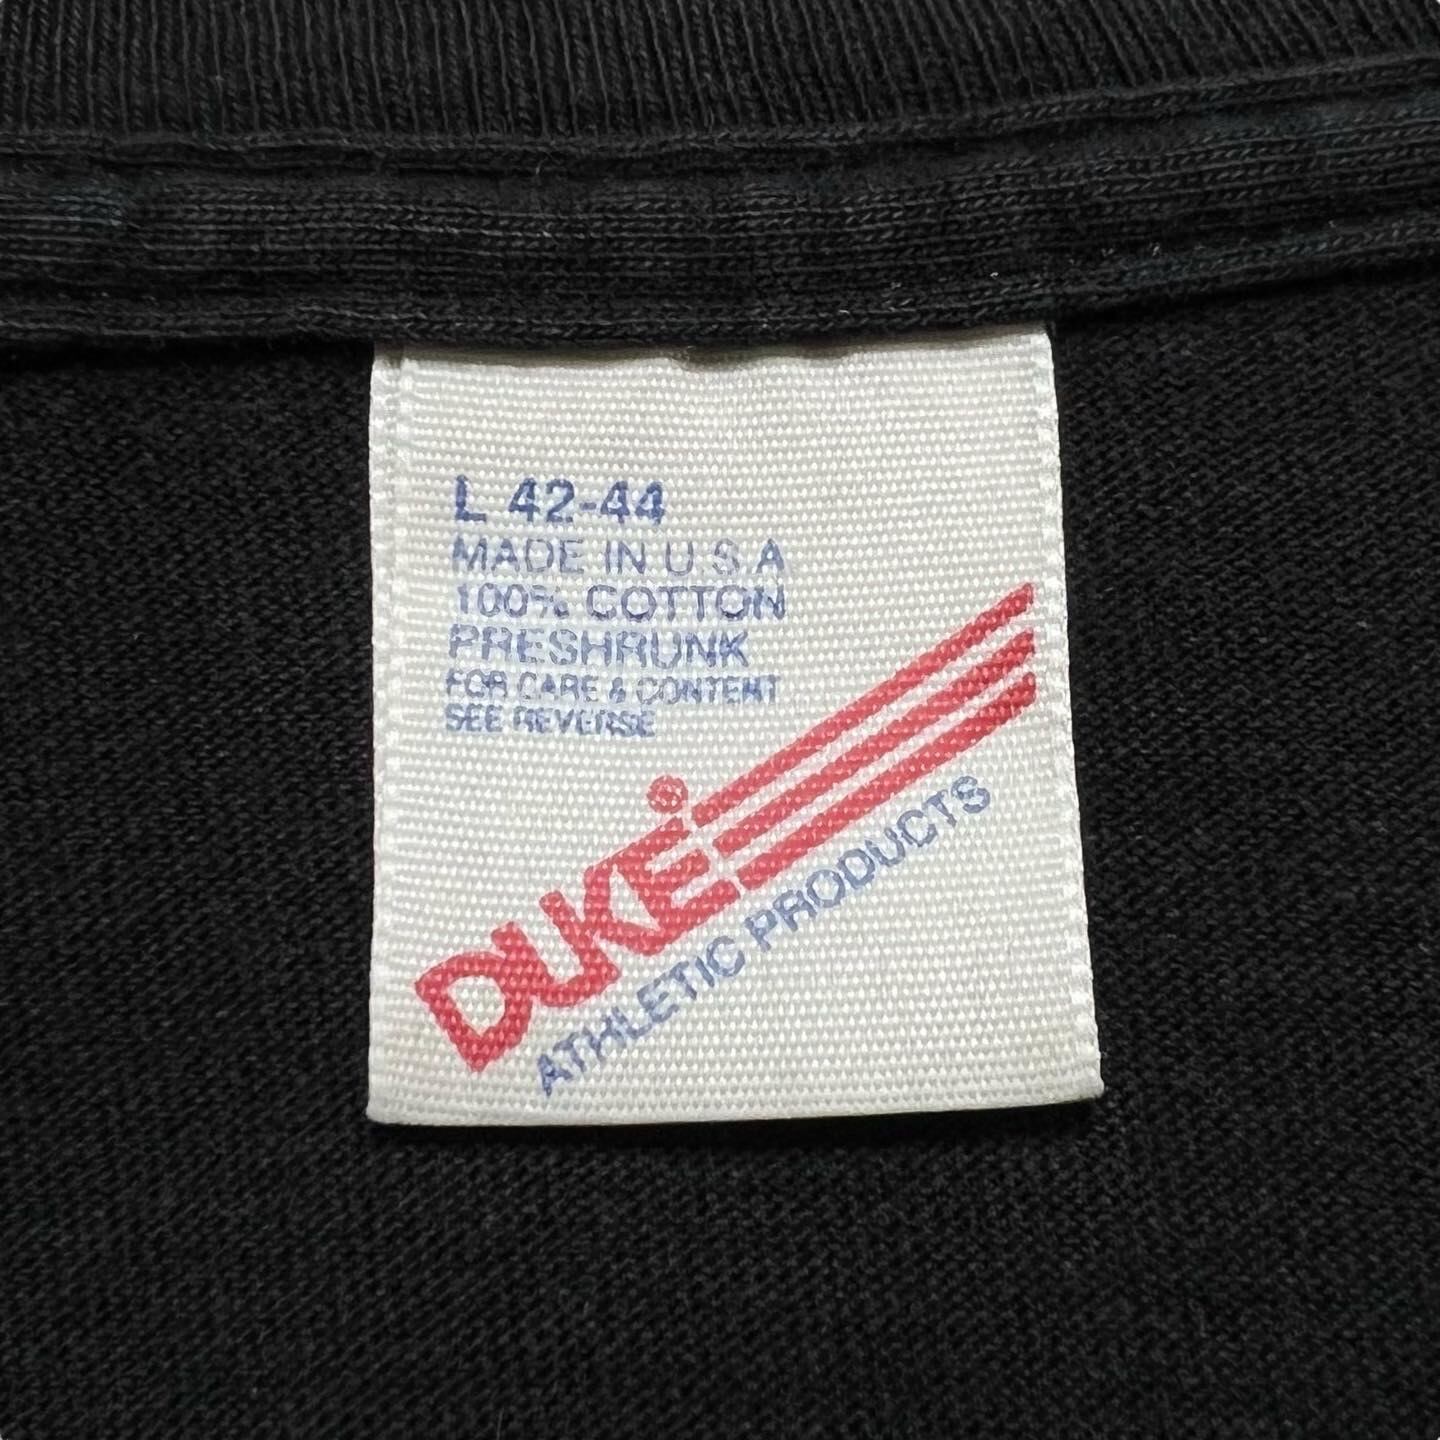 L 42-44
MADE IN U S A
100% COTTON
PRESHRUNK
FOR CARE & CONTENT
SEE REVERSE
DUKE®
ATHLETIC PRODUCTS